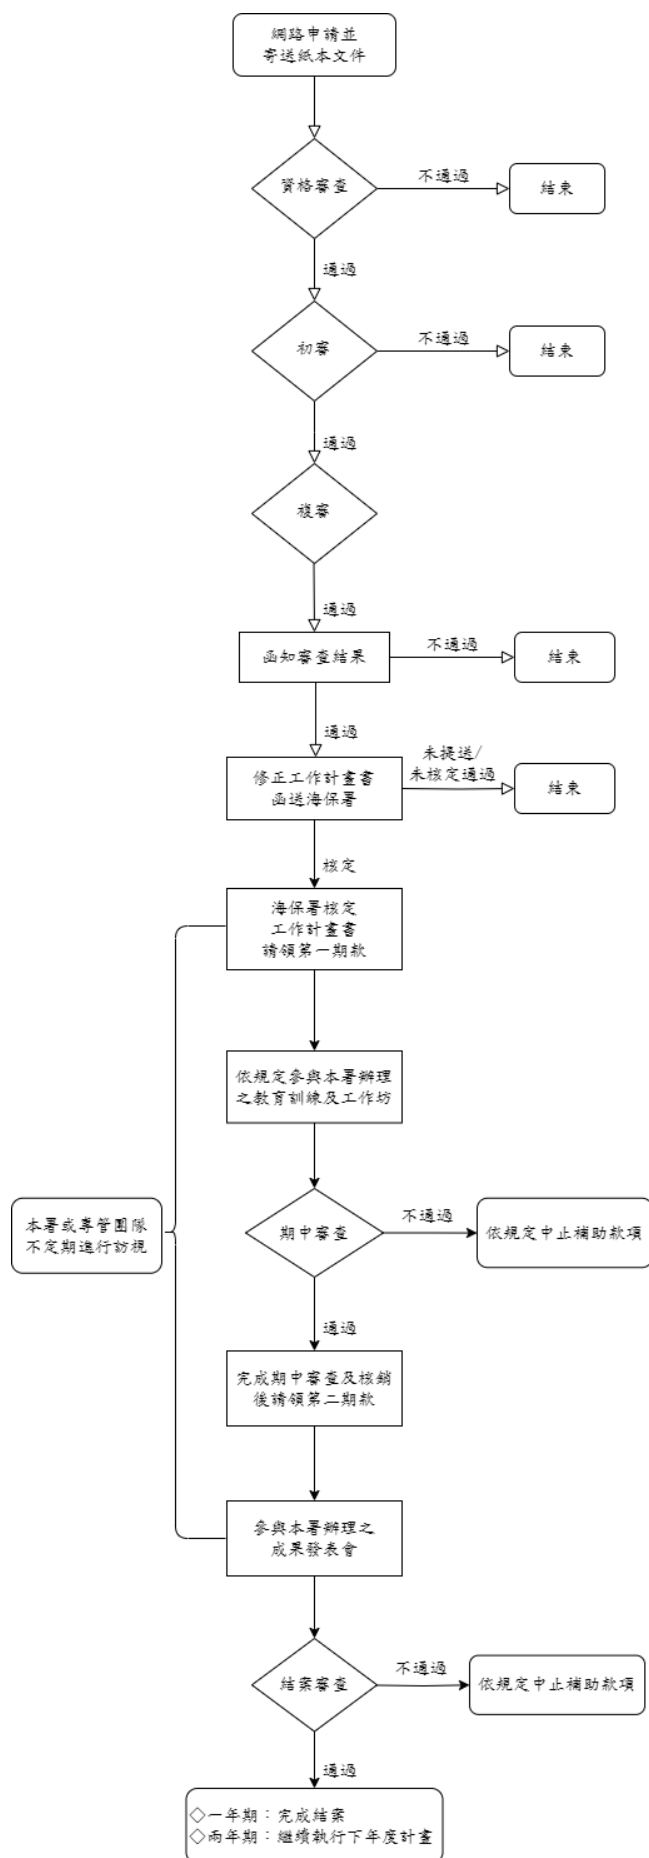 網路申請並
寄送紙本文件
資格審查
不通過
結束
通過
初審
不通過
結束
通過
複審
通過
函知審查結果
不通過
結束
通過
修正工作計畫書
函送海保署
未提送/
未核定通過
結束
核定
海保署核定
工作計畫書
請領第一期款
依規定參與本署辦理
之教育訓練及工作坊
本署或專管團隊
不定期進行訪視
期中審查
不通過
依規定中止補助款項
通過
完成期中審查及核銷
後請領第二期款
參與本署辦理之
成果發表會
結案審查
不通過
依規定中止補助款項
通過
◇一年期：完成結案
◇兩年期：繼續執行下年度計畫